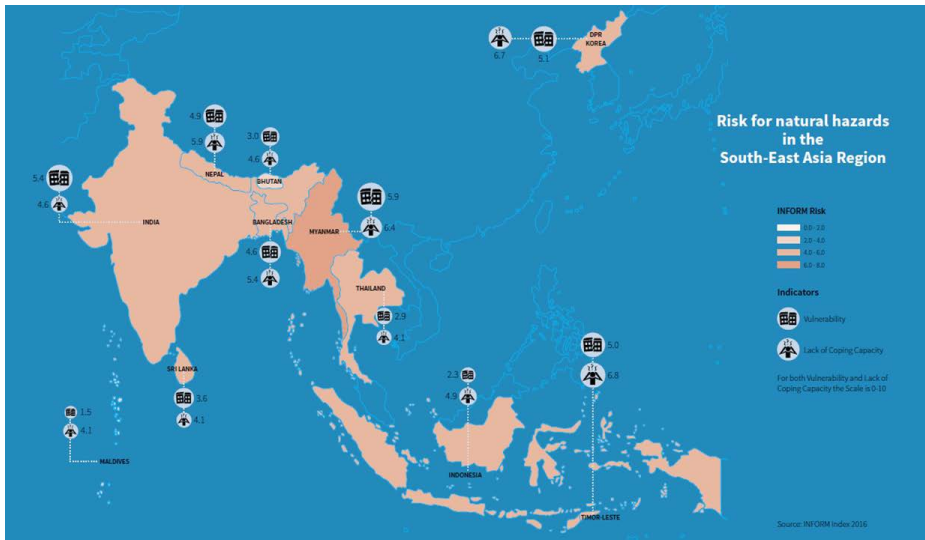 DPR
KOREA
6.7
5.1
Risk for natural hazards
in the
South-East Asia Region
4.9
5.9
NEPAL
3.0
4.6
BHUTAN
5.4
4.6
INDIA
BANGLADESH
4.6
5.4
MYANMAR
5.9
6.4
THAILAND
2.9
4.1
SRI LANKA
3.6
4.1
1.5
4.1
MALDIVES
2.3
4.9
INDONESIA
5.0
6.8
TIMOR-LESTE
INFORM Risk
0.0 - 2.0
2.0 - 4.0
4.0 - 6.0
6.0 - 8.0
Indicators
Vulnerability
Lack of Coping Capacity
For both Vulnerability and Lack of
Coping Capacity the Scale is 0-10
Source: INFORM Index 2016